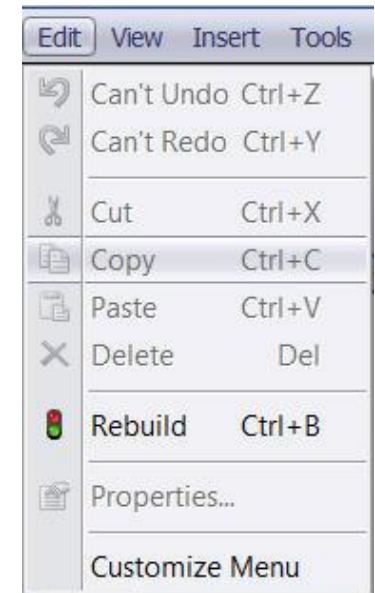 Edit View Insert Tools
Can't Undo Ctrl+Z
Can't Redo Ctrl+Y
Cut Ctrl+X
Copy Ctrl+C
Paste Ctrl+V
Delete Del
Rebuild Ctrl+B
Properties...
Customize Menu